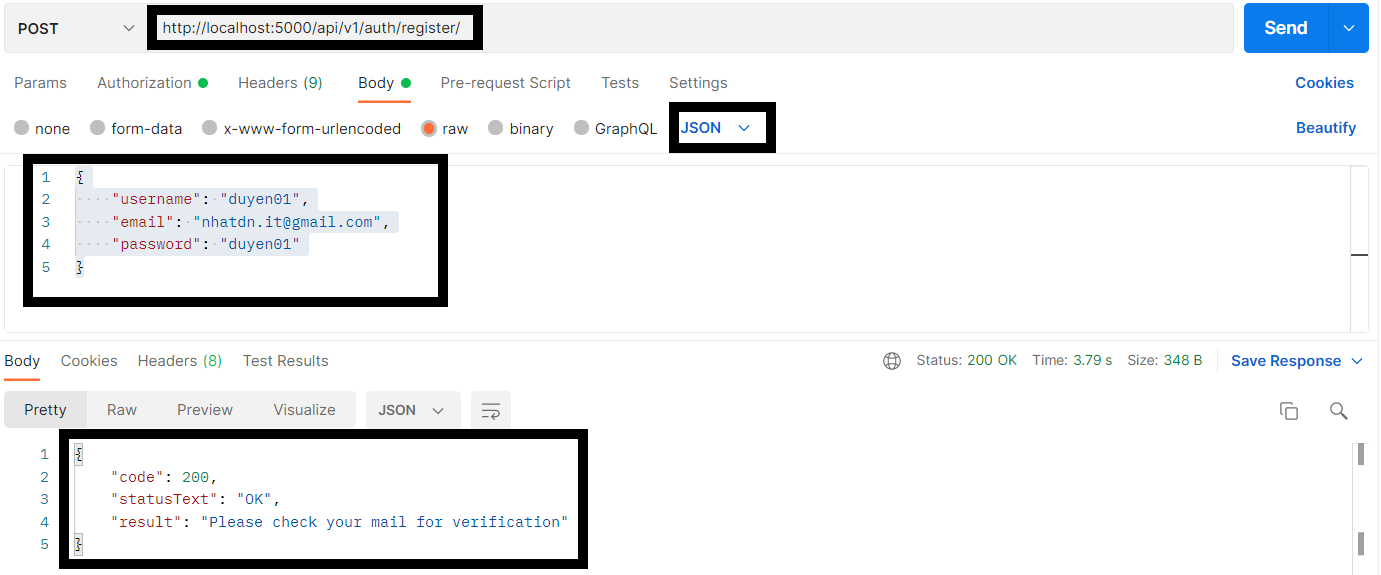 POST http://localhost:5000/api/v1/auth/register/ Send
Params Authorization Headers (9) Body Pre-request Script Tests Settings Cookies
none form-data x-www-form-urlencoded raw binary GraphQL JSON Beautify
1 {
2 "username": "duyen01",
3 "email": "nhatdn.it@gmail.com",
4 "password": "duyen01"
5 }
Body Cookies Headers (8) Test Results Status: 200 OK Time: 3.79 s Size: 348 B Save Response
Pretty Raw Preview Visualize JSON
1 {
2 "code": 200,
3 "statusText": "OK",
4 "result": "Please check your mail for verification"
5 }